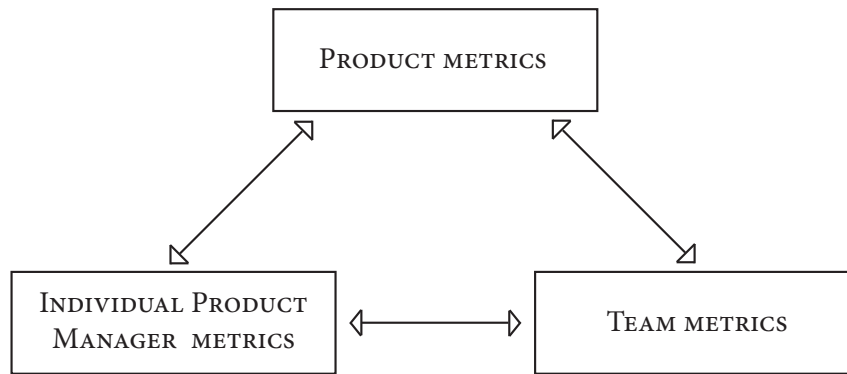 Product metrics
Individual Product
Manager metrics
Team metrics